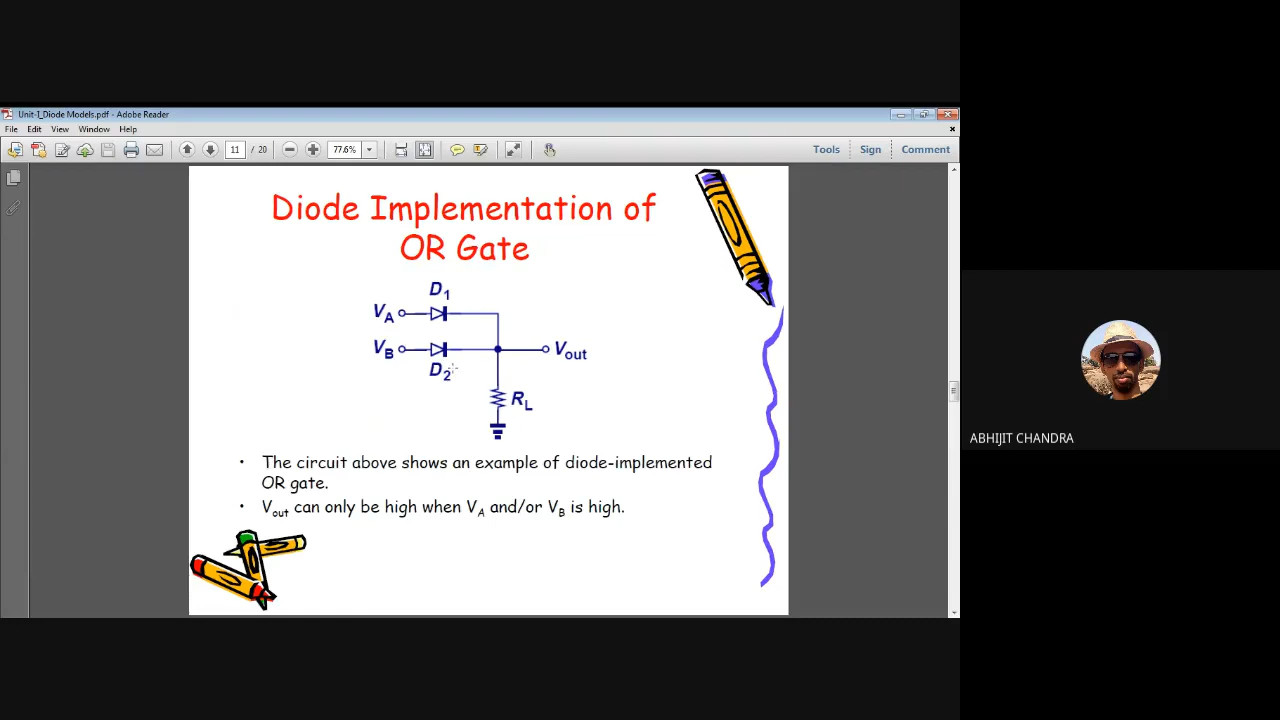 Unit-I_Diode Models.pdf - Adobe Reader
File Edit View Window Help
11 / 20 77.6% Tools Sign Comment
Diode Implementation of
OR Gate
D1
VA
VB
Vout
D2
RL
• The circuit above shows an example of diode-implemented
OR gate.
• Vout can only be high when VA and/or VB is high.
ABHIJIT CHANDRA